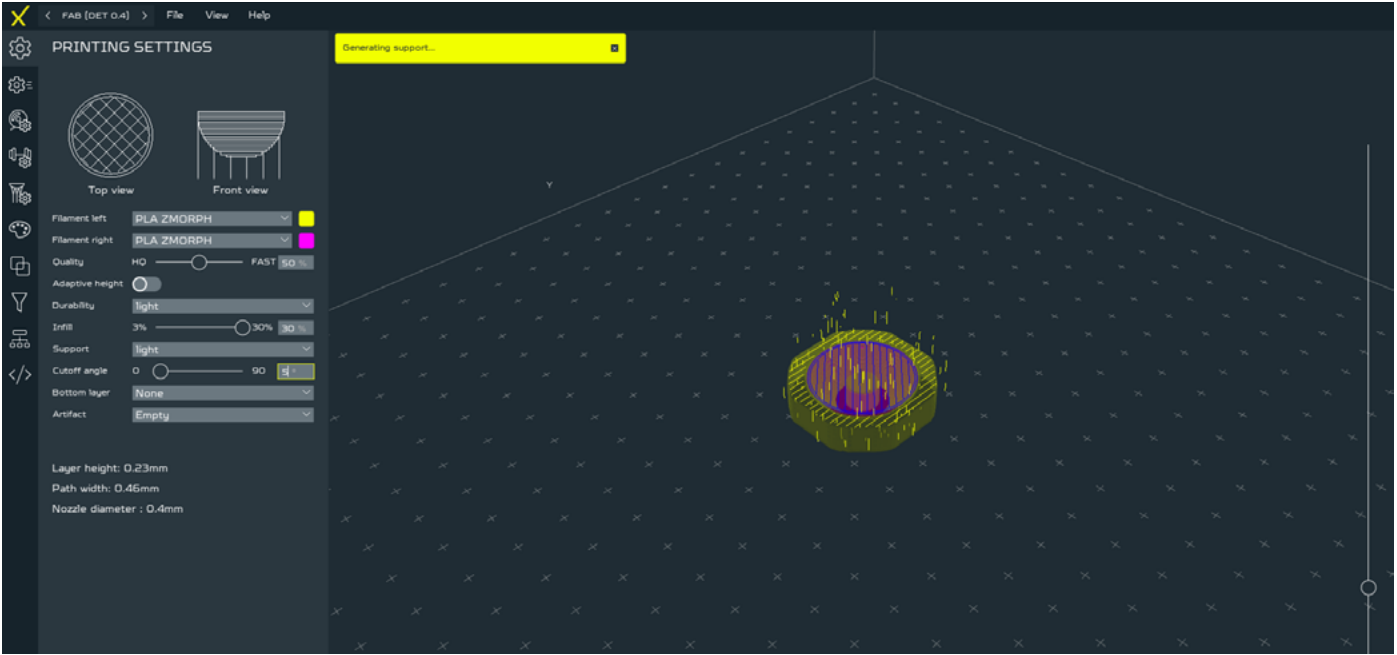 FAB (DET 0.4) File View Help
PRINTING SETTINGS
Generating support...
Top view Front view
Y
Filament left PLA ZMORPH
Filament right PLA ZMORPH
Quality HQ FAST 50 %
Adaptive height
Durability light
Infill 3% 30% 30 %
Support light
Cutoff angle 0 90 5 °
Bottom layer None
Artifact Empty
Layer height: 0.23mm
Path width: 0.46mm
Nozzle diameter : 0.4mm